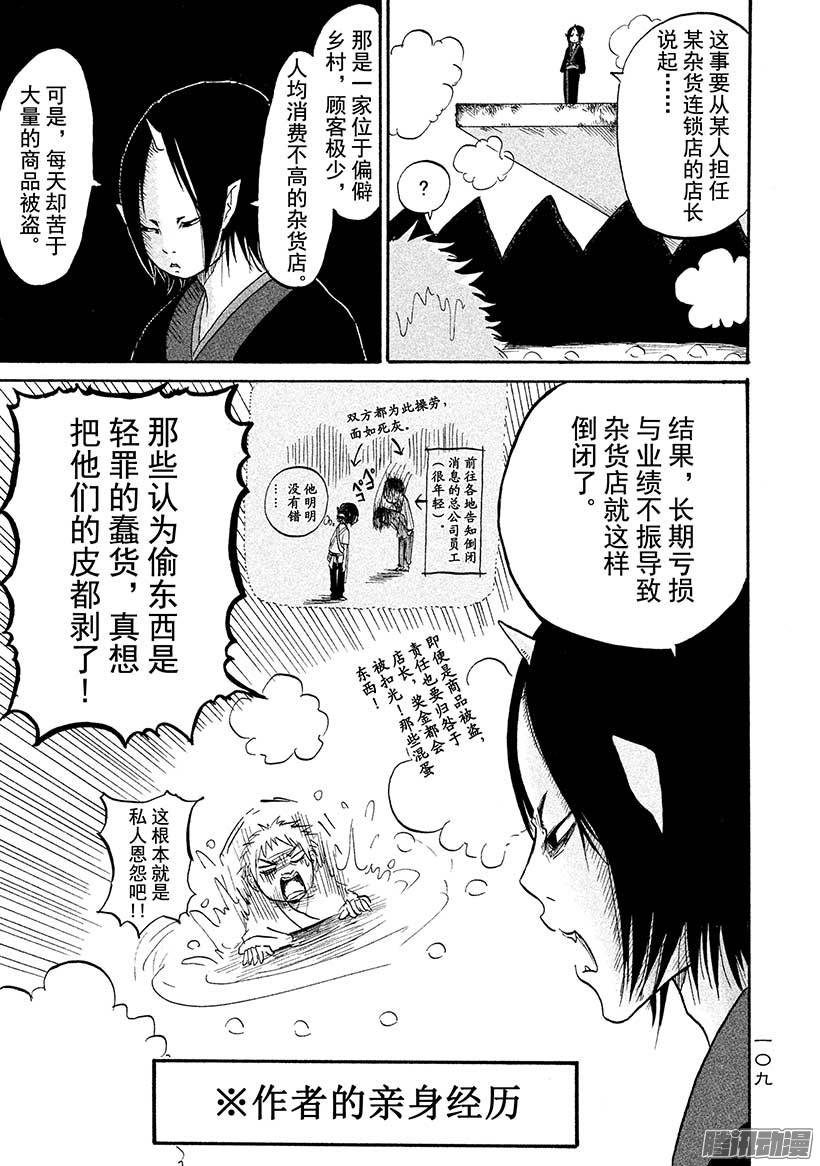 这事要从某人担任
某杂货连锁店的店长
说起……
?
那是一家位于偏僻
乡村，顾客极少，
人均消费不高的杂货店。
可是，每天却苦于
大量的商品被盗。
结果，长期亏损
与业绩不振导致
杂货店就这样
倒闭了。
前往各地告知倒闭
消息的总公司员工
（很年轻）。
双方都为此操劳，
面如死灰。
ペコペコ
他明明
没有错
……
那些认为偷东西是
轻罪的蠢货，真想
把他们的皮都剥了！
即便是商品被盗，
责任也要归咎于
店长，奖金都会
被扣光！那些混蛋
东西！
这根本就是
私人恩怨吧!!
※作者的亲身经历
一〇九
腾讯动漫